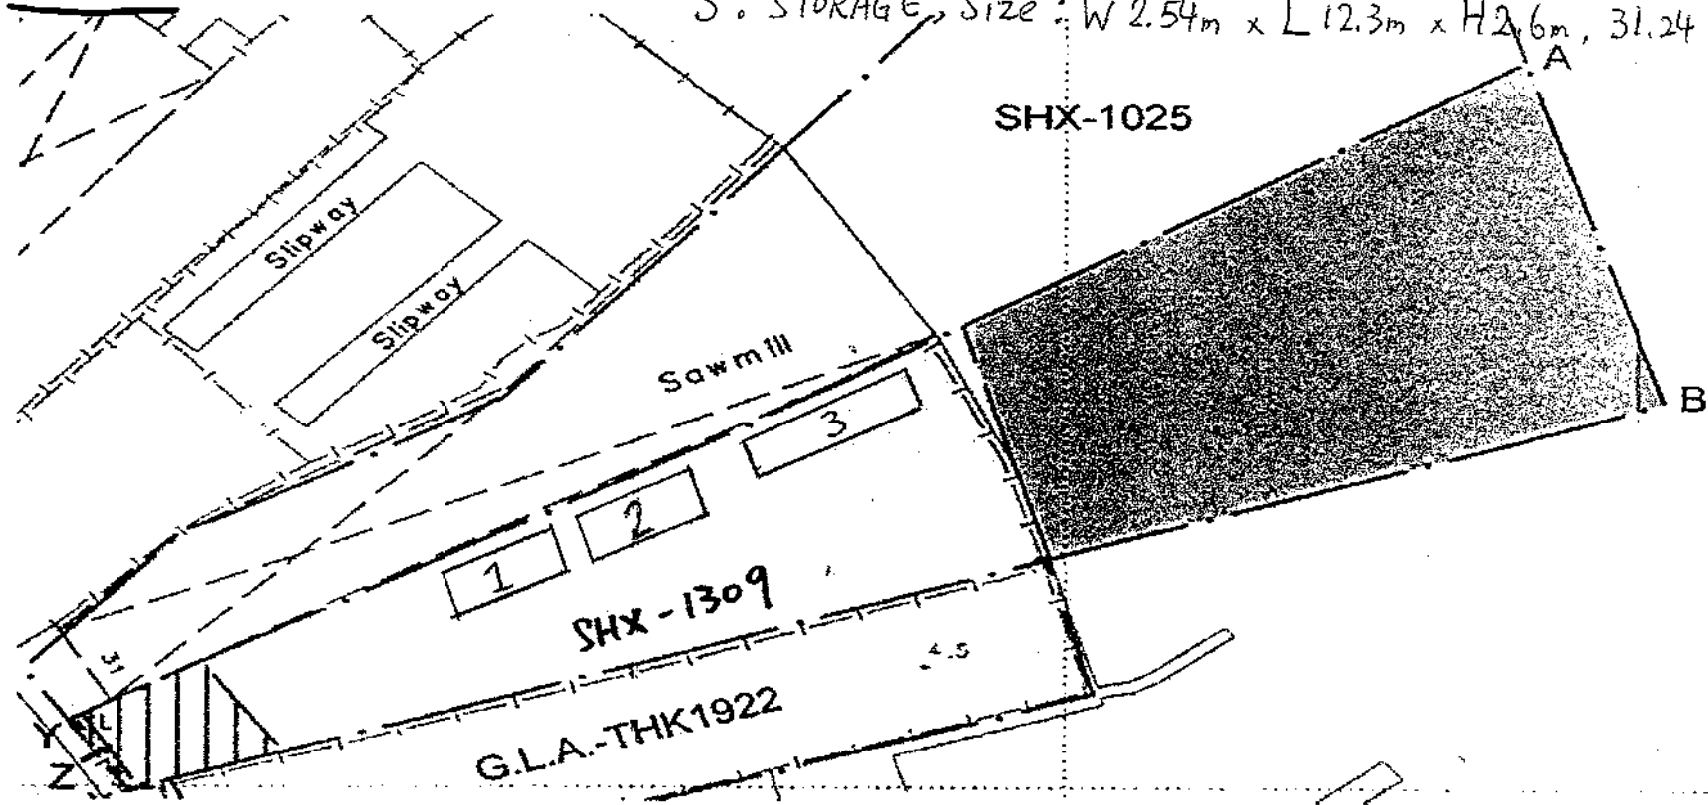 3. STORAGE, Size : W 2.54m x L 12.3m x H2.6m, 31.24
A
SHX-1025
Slipway
Slipway
Sawmill
B
3
2
1
SHX-1309
31
4.5
G.L.A.-THK1922
Y
Z